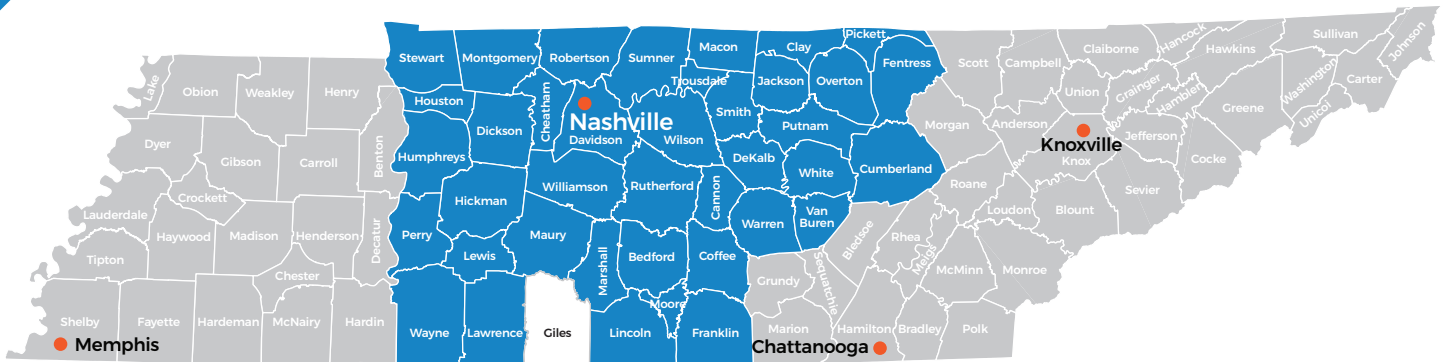 Lake
Obion
Weakley
Henry
Dyer
Gibson
Carroll
Benton
Crockett
Lauderdale
Haywood
Madison
Henderson
Decatur
Tipton
Chester
Shelby
Fayette
Hardeman
McNairy
Hardin
Memphis
Stewart
Montgomery
Robertson
Sumner
Macon
Clay
Pickett
Fentress
Trousdale
Jackson
Overton
Houston
Cheatham
Smith
Dickson
Nashville
Davidson
Wilson
Putnam
Humphreys
DeKalb
White
Cumberland
Williamson
Rutherford
Cannon
Hickman
Warren
Van
Buren
Perry
Maury
Lewis
Marshall
Bedford
Coffee
Moore
Wayne
Lawrence
Giles
Lincoln
Franklin
Scott
Campbell
Claiborne
Hancock
Hawkins
Sullivan
Johnson
Union
Grainger
Hamblen
Washington
Carter
Greene
Unicoi
Morgan
Anderson
Knoxville
Knox
Jefferson
Cocke
Roane
Sevier
Loudon
Blount
Bledsoe
Rhea
Meigs
McMinn
Monroe
Grundy
Sequatchie
Marion
Hamilton
Bradley
Polk
Chattanooga